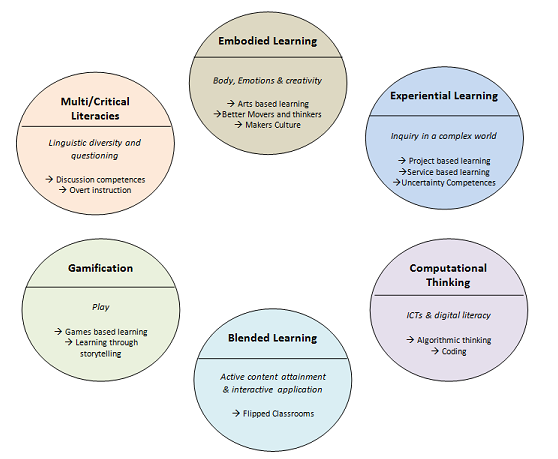 Embodied Learning
Body, Emotions & creativity
→ Arts based learning
→Better Movers and thinkers
→ Makers Culture
Multi/Critical
Literacies
Linguistic diversity and
questioning
→ Discussion competences
→ Overt instruction
Experiential Learning
Inquiry in a complex world
→ Project based learning
→Service based learning
→Uncertainty Competences
Gamification
Play
→ Games based learning
→ Learning through
storytelling
Computational
Thinking
ICTs & digital literacy
→ Algorithmic thinking
→ Coding
Blended Learning
Active content attainment
& interactive application
→ Flipped Classrooms